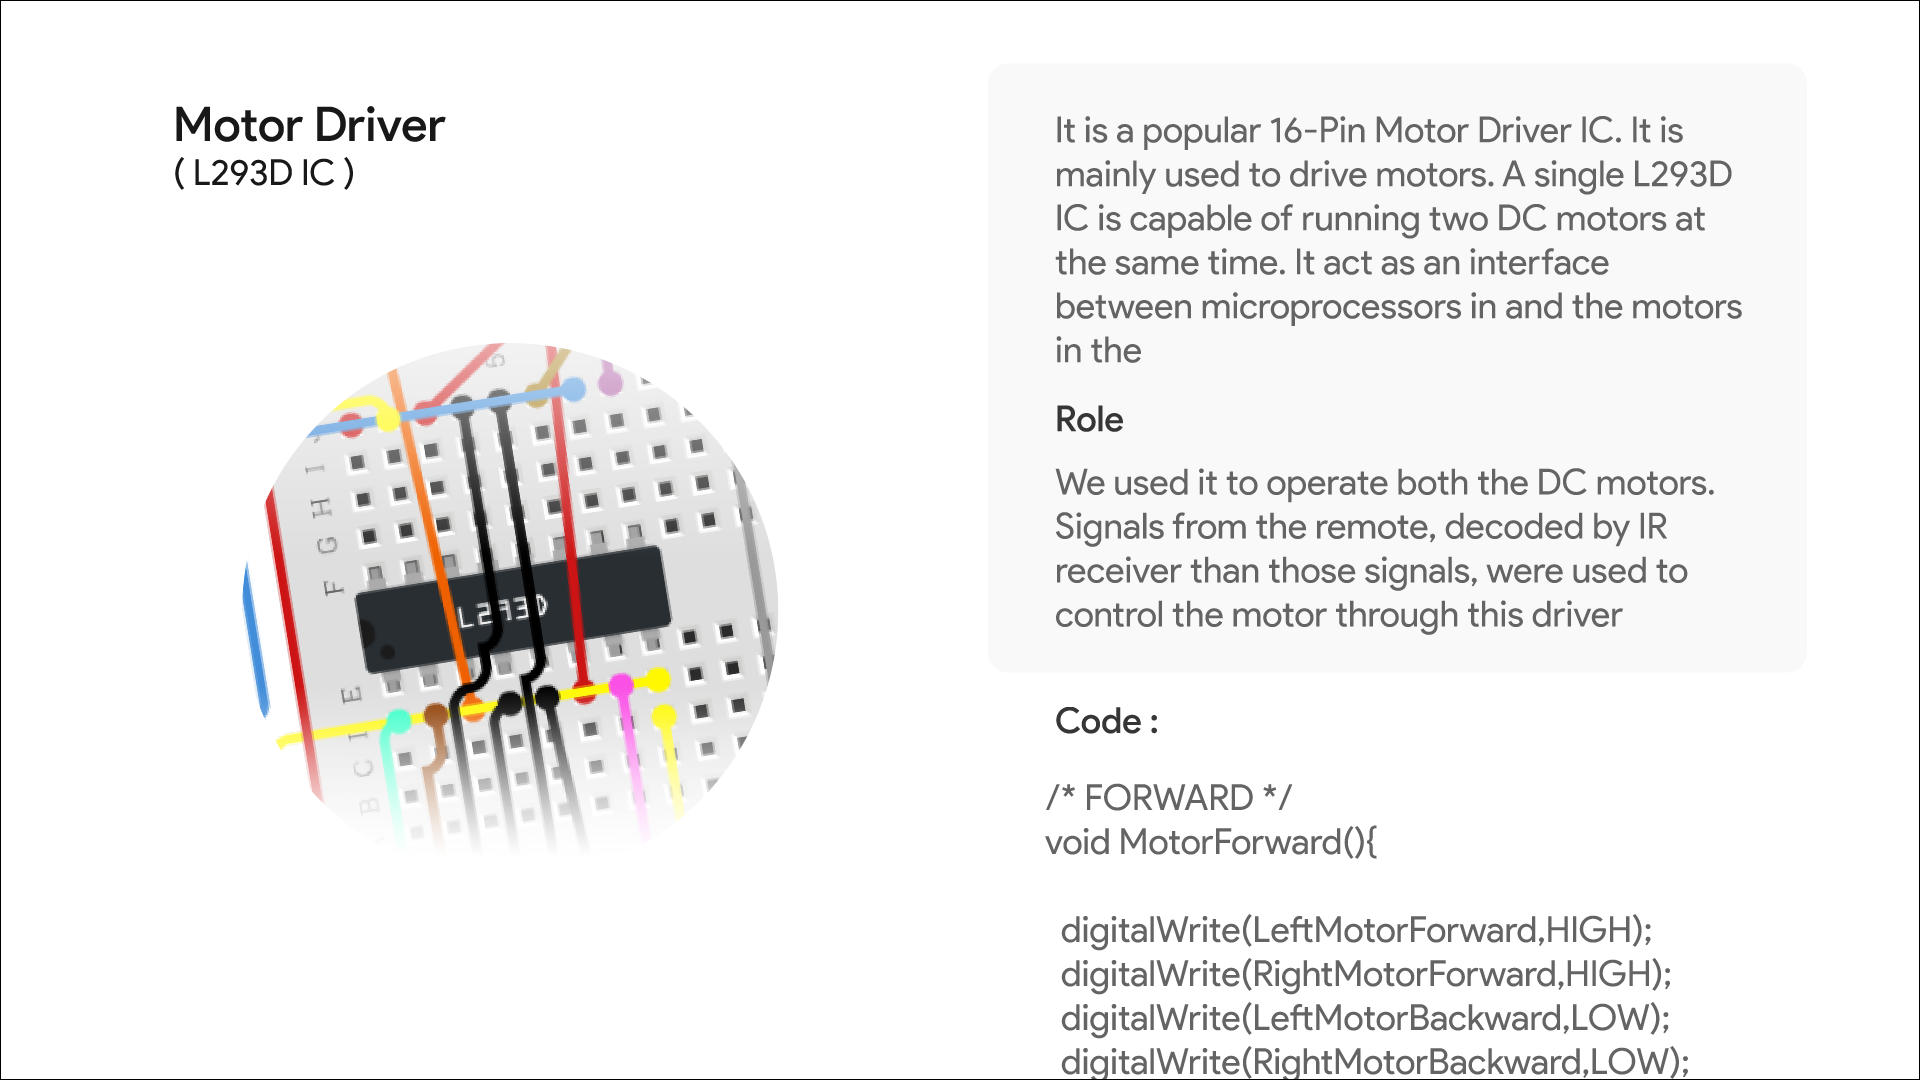 Motor Driver
( L293D IC )
It is a popular 16-Pin Motor Driver IC. It is
mainly used to drive motors. A single L293D
IC is capable of running two DC motors at
the same time. It act as an interface
between microprocessors in and the motors
in the
Role
We used it to operate both the DC motors.
Signals from the remote, decoded by IR
receiver than those signals, were used to
control the motor through this driver
Code :
/* FORWARD */
void MotorForward(){
digitalWrite(LeftMotorForward,HIGH);
digitalWrite(RightMotorForward,HIGH);
digitalWrite(LeftMotorBackward,LOW);
digitalWrite(RightMotorBackward,LOW);
5
I
H
G
F
L293D
E
C
B